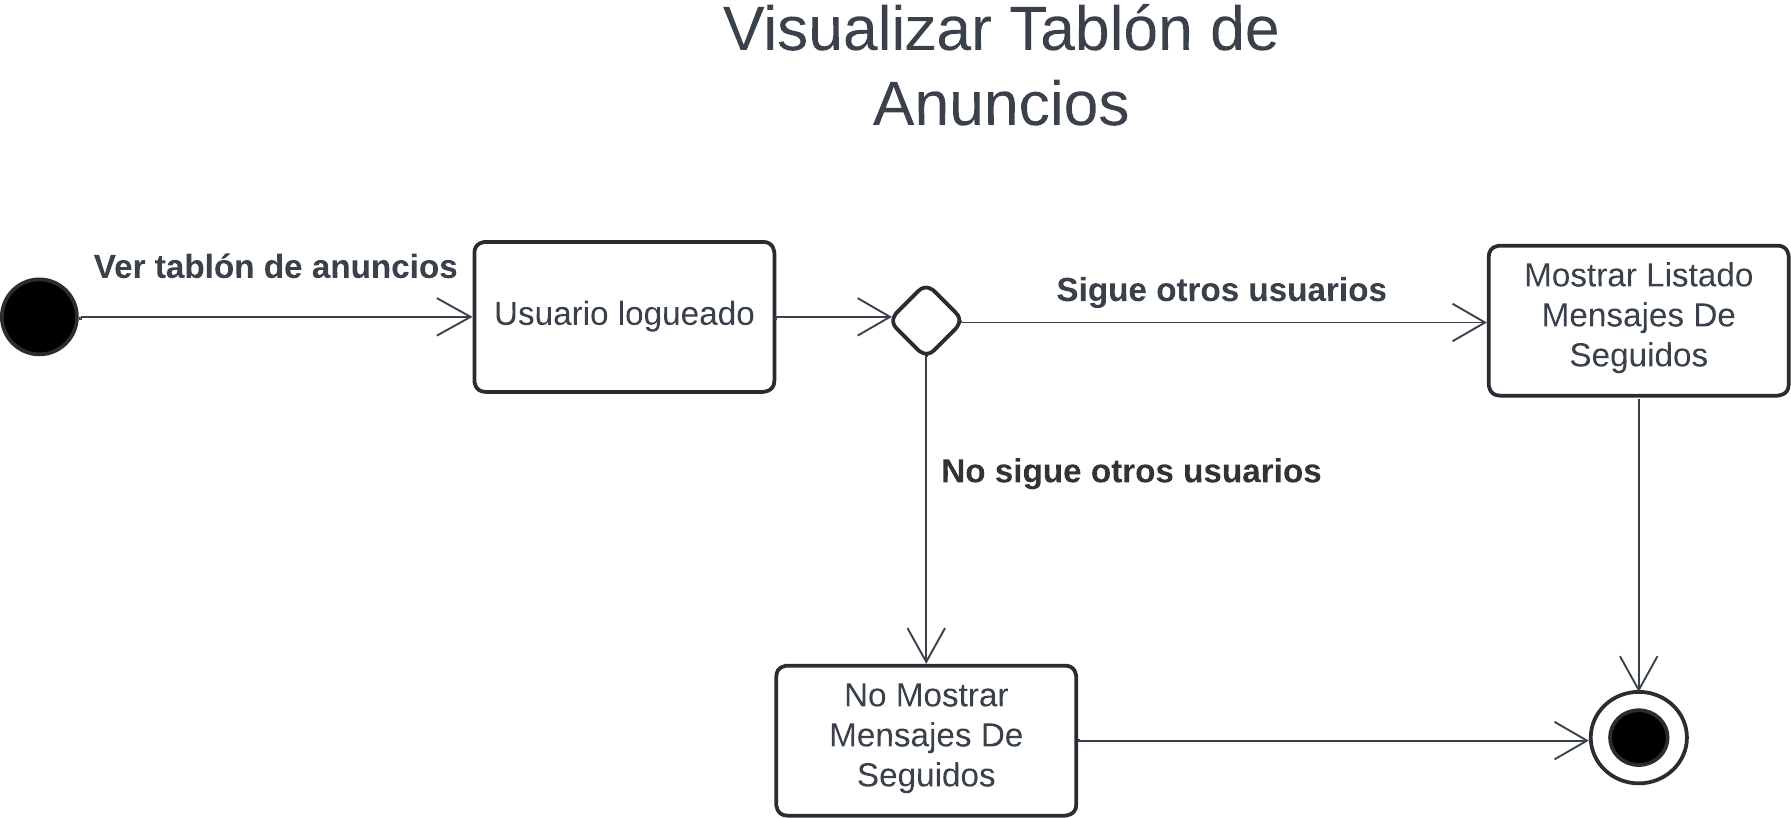 Visualizar Tablón de
Anuncios
Ver tablón de anuncios
Usuario logueado
Sigue otros usuarios
Mostrar Listado
Mensajes De
Seguidos
No sigue otros usuarios
No Mostrar
Mensajes De
Seguidos